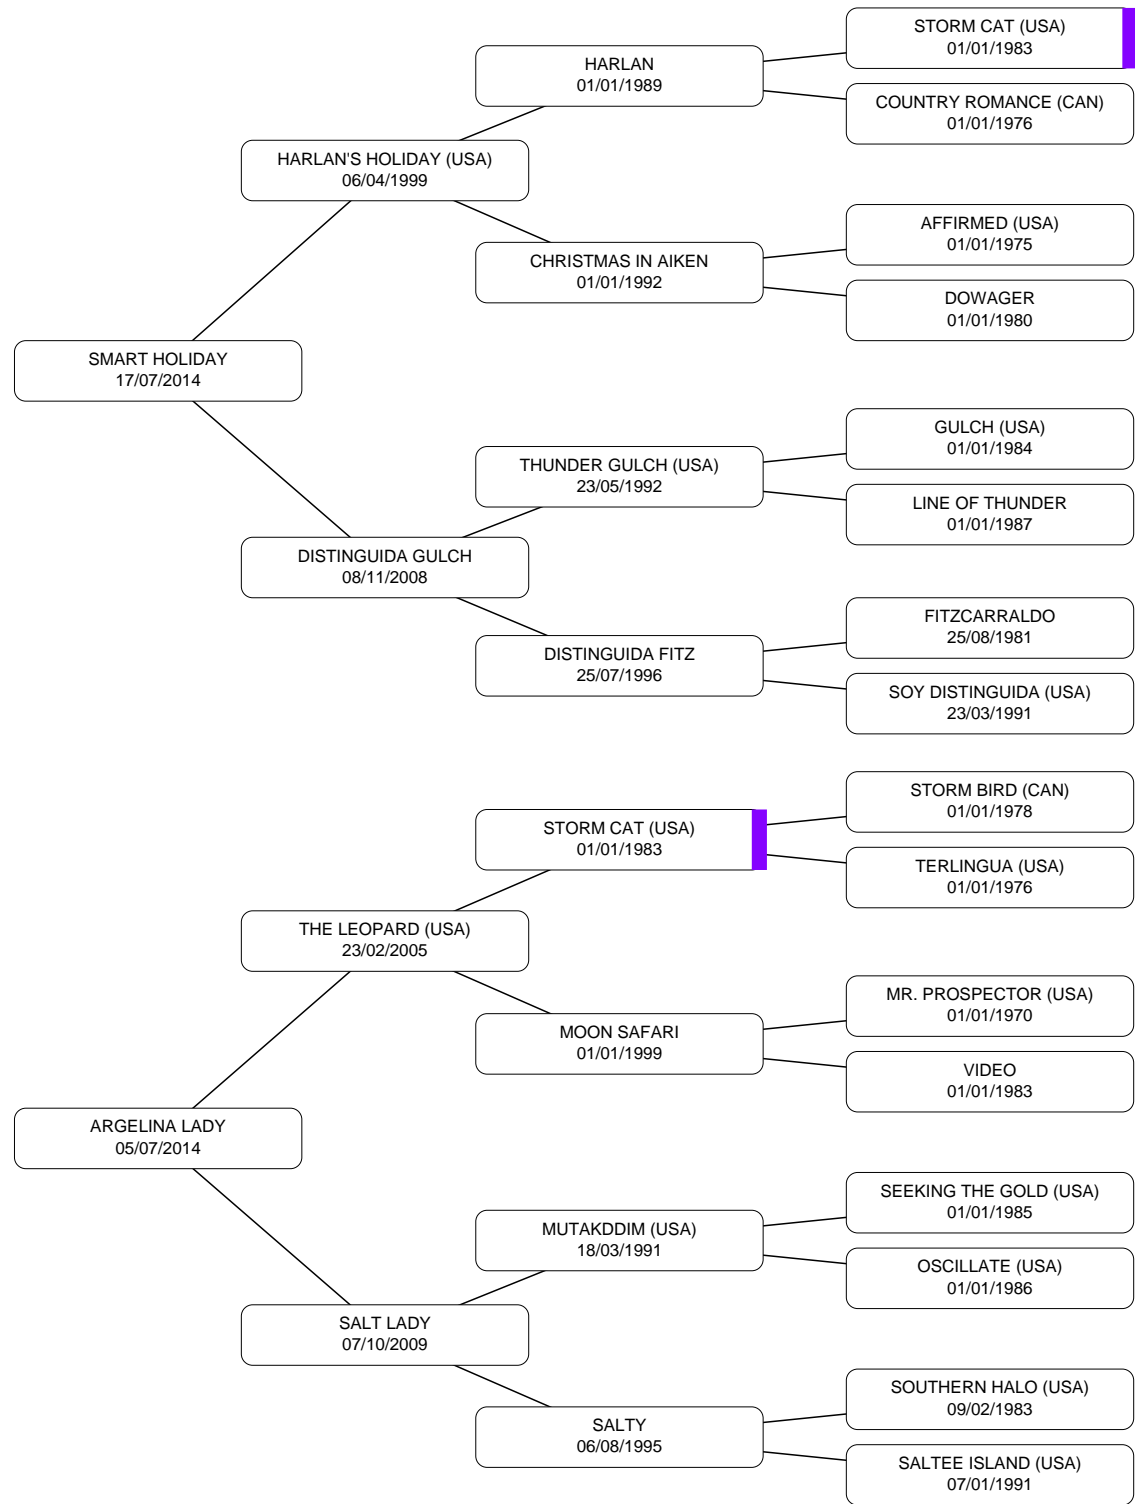 STORM CAT (USA)
01/01/1983
HARLAN
01/01/1989
COUNTRY ROMANCE (CAN)
01/01/1976
HARLAN'S HOLIDAY (USA)
06/04/1999
AFFIRMED (USA)
01/01/1975
CHRISTMAS IN AIKEN
01/01/1992
DOWAGER
01/01/1980
SMART HOLIDAY
17/07/2014
GULCH (USA)
01/01/1984
THUNDER GULCH (USA)
23/05/1992
LINE OF THUNDER
01/01/1987
DISTINGUIDA GULCH
08/11/2008
FITZCARRALDO
25/08/1981
DISTINGUIDA FITZ
25/07/1996
SOY DISTINGUIDA (USA)
23/03/1991
STORM BIRD (CAN)
01/01/1978
STORM CAT (USA)
01/01/1983
TERLINGUA (USA)
01/01/1976
THE LEOPARD (USA)
23/02/2005
MR. PROSPECTOR (USA)
01/01/1970
MOON SAFARI
01/01/1999
VIDEO
01/01/1983
ARGELINA LADY
05/07/2014
SEEKING THE GOLD (USA)
01/01/1985
MUTAKDDIM (USA)
18/03/1991
OSCILLATE (USA)
01/01/1986
SALT LADY
07/10/2009
SOUTHERN HALO (USA)
09/02/1983
SALTY
06/08/1995
SALTEE ISLAND (USA)
07/01/1991